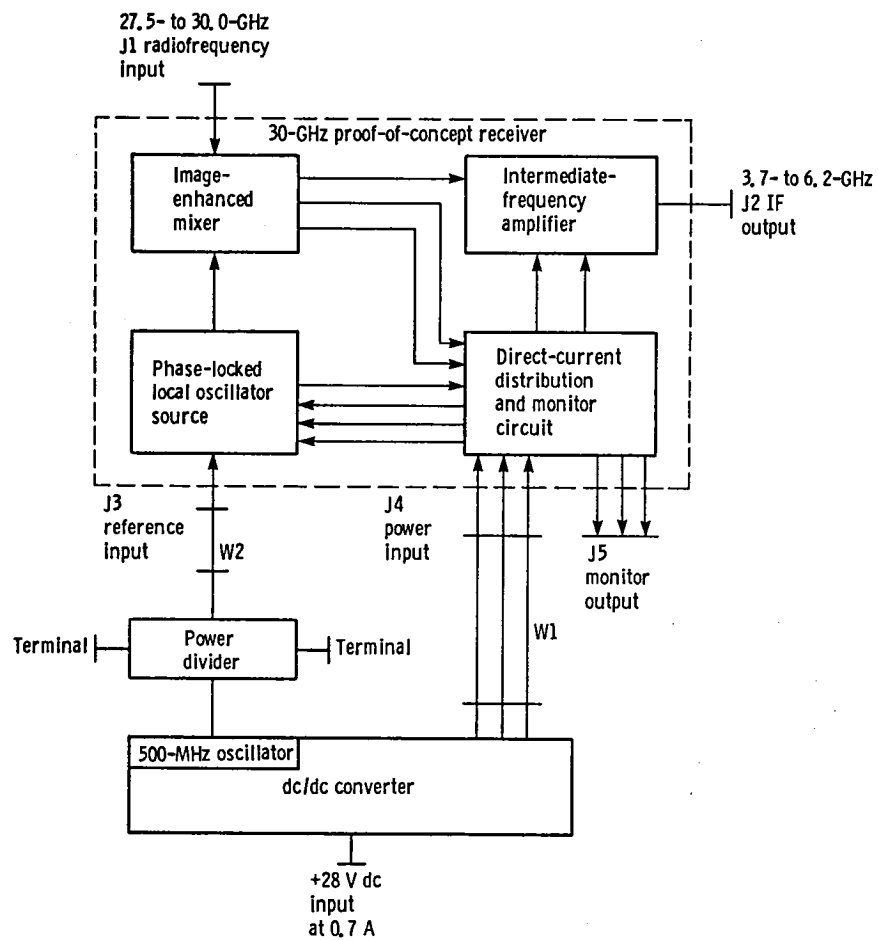 27.5- to 30.0-GHz
J1 radiofrequency
input
30-GHz proof-of-concept receiver
Image-
enhanced
mixer
Intermediate-
frequency
amplifier
3.7- to 6.2-GHz
J2 IF
output
Phase-locked
local oscillator
source
Direct-current
distribution
and monitor
circuit
J3
reference
input
W2
J4
power
input
J5
monitor
output
W1
Terminal
Power
divider
Terminal
500-MHz oscillator
dc/dc converter
+28 V dc
input
at 0.7 A